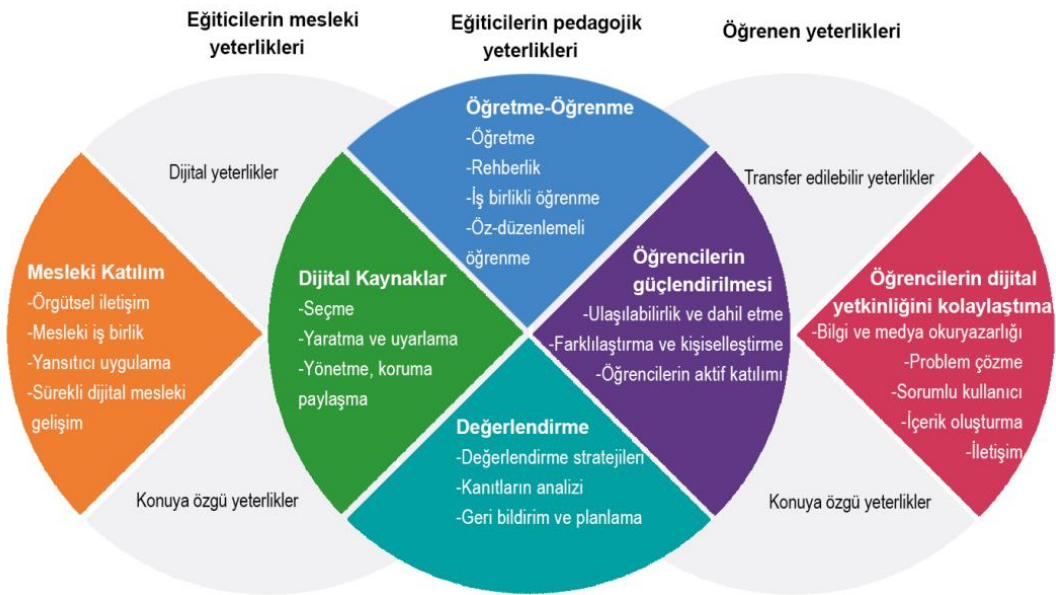 Eğiticilerin mesleki
yeterlikleri
Eğiticilerin pedagojik
yeterlikleri
Öğrenen yeterlikleri
Dijital yeterlikler
Öğretme-Öğrenme
-Öğretme
-Rehberlik
-İş birlikli öğrenme
-Öz-düzenlemeli
öğrenme
Transfer edilebilir yeterlikler
Mesleki Katılım
-Örgütsel iletişim
-Mesleki iş birlik
-Yansıtıcı uygulama
-Sürekli dijital mesleki
gelişim
Dijital Kaynaklar
-Seçme
-Yaratma ve uyarlama
-Yönetme, koruma
paylaşma
Öğrencilerin
güçlendirilmesi
-Ulaşılabilirlik ve dahil etme
-Farklılaştırma ve kişiselleştirme
-Öğrencilerin aktif katılımı
Öğrencilerin dijital
yetkinliğini kolaylaştıma
-Bilgi ve medya okuryazarlığı
-Problem çözme
-Sorumlu kullanıcı
-İçerik oluşturma
-İletişim
Değerlendirme
-Değerlendirme stratejileri
-Kanıtların analizi
-Geri bildirim ve planlama
Konuya özgü yeterlikler
Konuya özgü yeterlikler